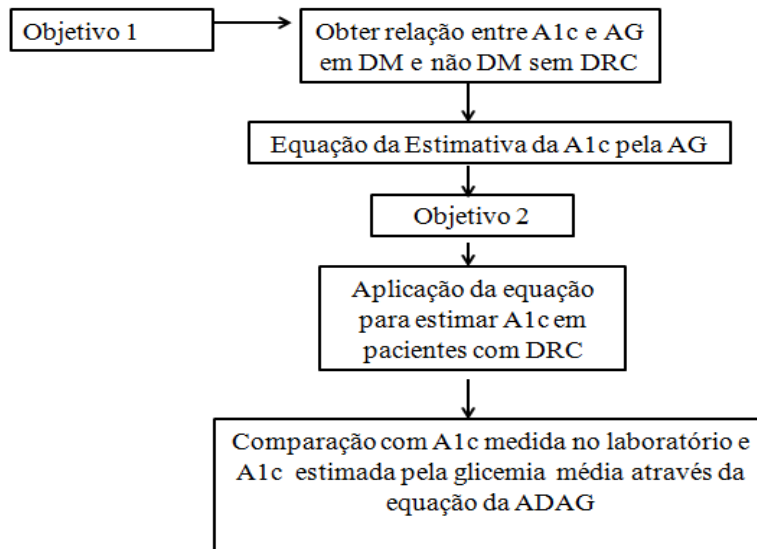 Objetivo 1
Obter relação entre A1c e AG
em DM e não DM sem DRC
Equação da Estimativa da A1c pela AG
Objetivo 2
Aplicação da equação
para estimar A1c em
pacientes com DRC
Comparação com A1c medida no laboratório e
A1c estimada pela glicemia média através da
equação da ADAG